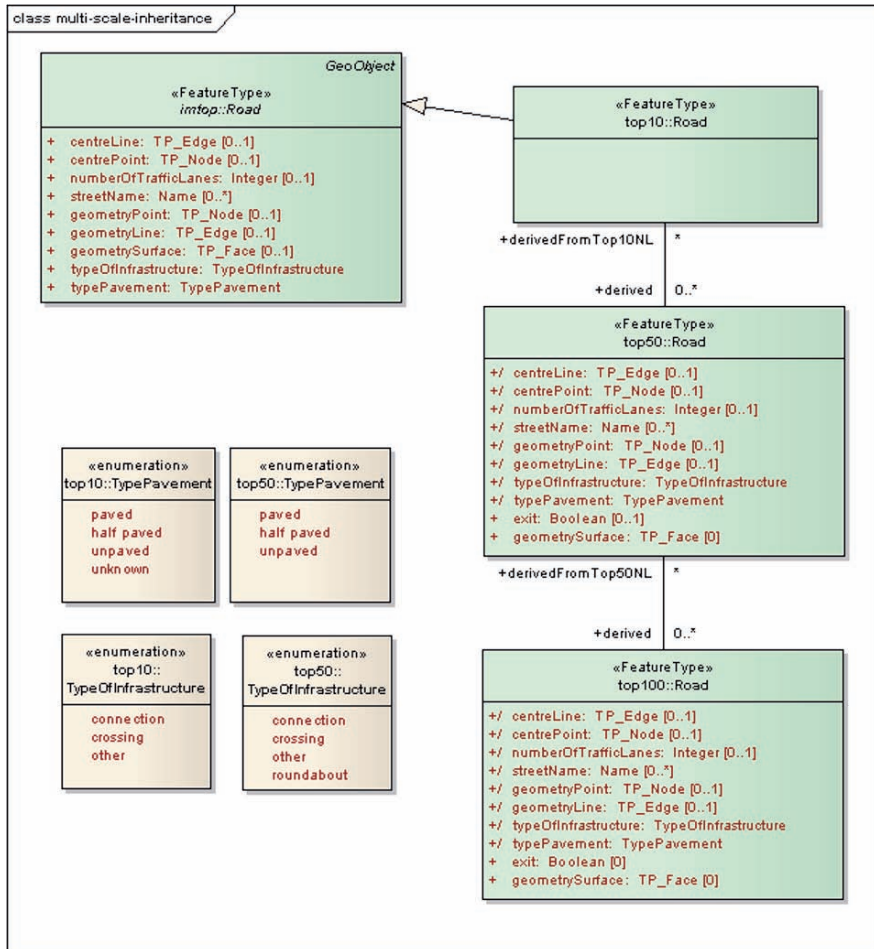 class multi-scale-inheritance
GeoObject
«FeatureType»
imtop::Road
+ centreLine: TP_Edge [0..1]
+ centrePoint: TP_Node [0..1]
+ numberOfTrafficLanes: Integer [0..1]
+ streetName: Name [0..*]
+ geometryPoint: TP_Node [0..1]
+ geometryLine: TP_Edge [0..1]
+ geometrySurface: TP_Face [0..1]
+ typeOfInfrastructure: TypeOfInfrastructure
+ typePavement: TypePavement
«FeatureType»
top10::Road
+derivedFromTop10NL *
+derived 0..*
«FeatureType»
top50::Road
+/ centreLine: TP_Edge [0..1]
+/ centrePoint: TP_Node [0..1]
+/ numberOfTrafficLanes: Integer [0..1]
+/ streetName: Name [0..*]
+/ geometryPoint: TP_Node [0..1]
+/ geometryLine: TP_Edge [0..1]
+/ typeOfInfrastructure: TypeOfInfrastructure
+/ typePavement: TypePavement
+ exit: Boolean [0..1]
+ geometrySurface: TP_Face [0]
«enumeration»
top10::TypePavement
paved
half paved
unpaved
unknown
«enumeration»
top50::TypePavement
paved
half paved
unpaved
+derivedFromTop50NL *
+derived 0..*
«enumeration»
top10::
TypeOfInfrastructure
connection
crossing
other
«enumeration»
top50::
TypeOfInfrastructure
connection
crossing
other
roundabout
«FeatureType»
top100::Road
+/ centreLine: TP_Edge [0..1]
+/ centrePoint: TP_Node [0..1]
+/ numberOfTrafficLanes: Integer [0..1]
+/ streetName: Name [0..*]
+/ geometryPoint: TP_Node [0..1]
+/ geometryLine: TP_Edge [0..1]
+/ typeOfInfrastructure: TypeOfInfrastructure
+/ typePavement: TypePavement
+ exit: Boolean [0]
+ geometrySurface: TP_Face [0]